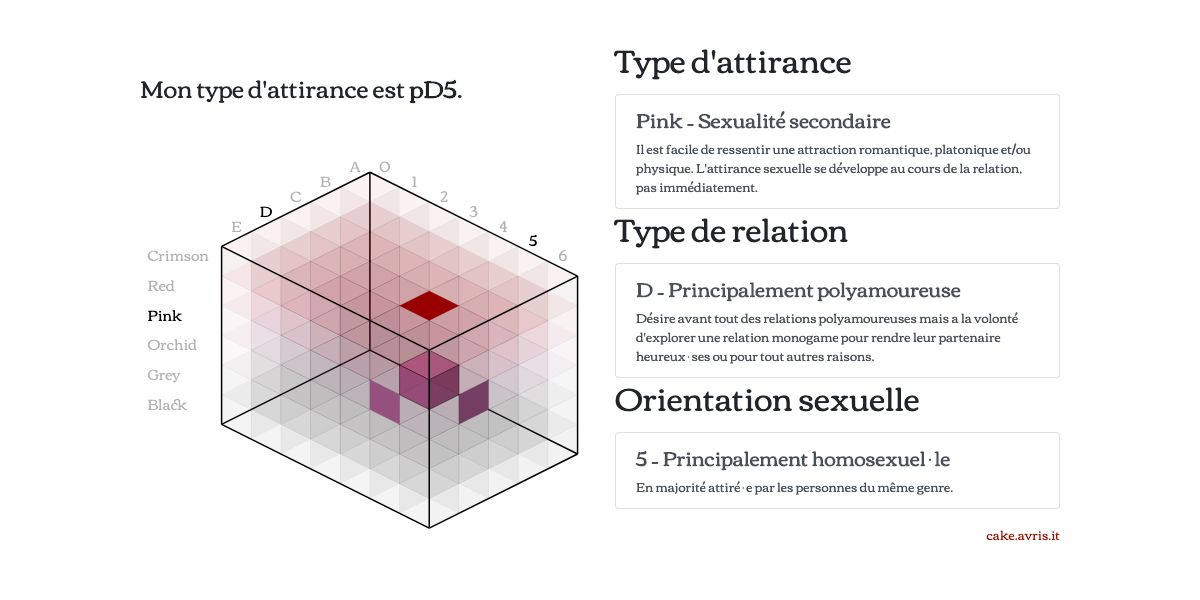 Mon type d'attirance est pD5.
A O
B 1
C 2
D 3
E 4
5
6
Crimson
Red
Pink
Orchid
Grey
Black
Type d'attirance
Pink - Sexualité secondaire
Il est facile de ressentir une attraction romantique, platonique et/ou
physique. L'attirance sexuelle se développe au cours de la relation,
pas immédiatement.
Type de relation
D - Principalement polyamoureuse
Désire avant tout des relations polyamoureuses mais a la volonté
d'explorer une relation monogame pour rendre leur partenaire
heureux·ses ou pour tout autres raisons.
Orientation sexuelle
5 - Principalement homosexuel·le
En majorité attiré·e par les personnes du même genre.
cake.avris.it